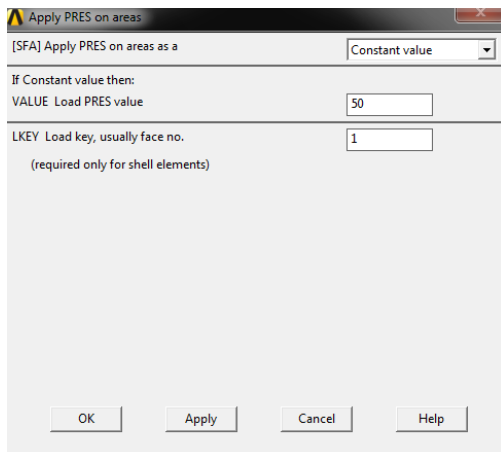 Apply PRES on areas
[SFA] Apply PRES on areas as a
Constant value
If Constant value then:
VALUE Load PRES value
50
LKEY Load key, usually face no.
1
(required only for shell elements)
OK
Apply
Cancel
Help